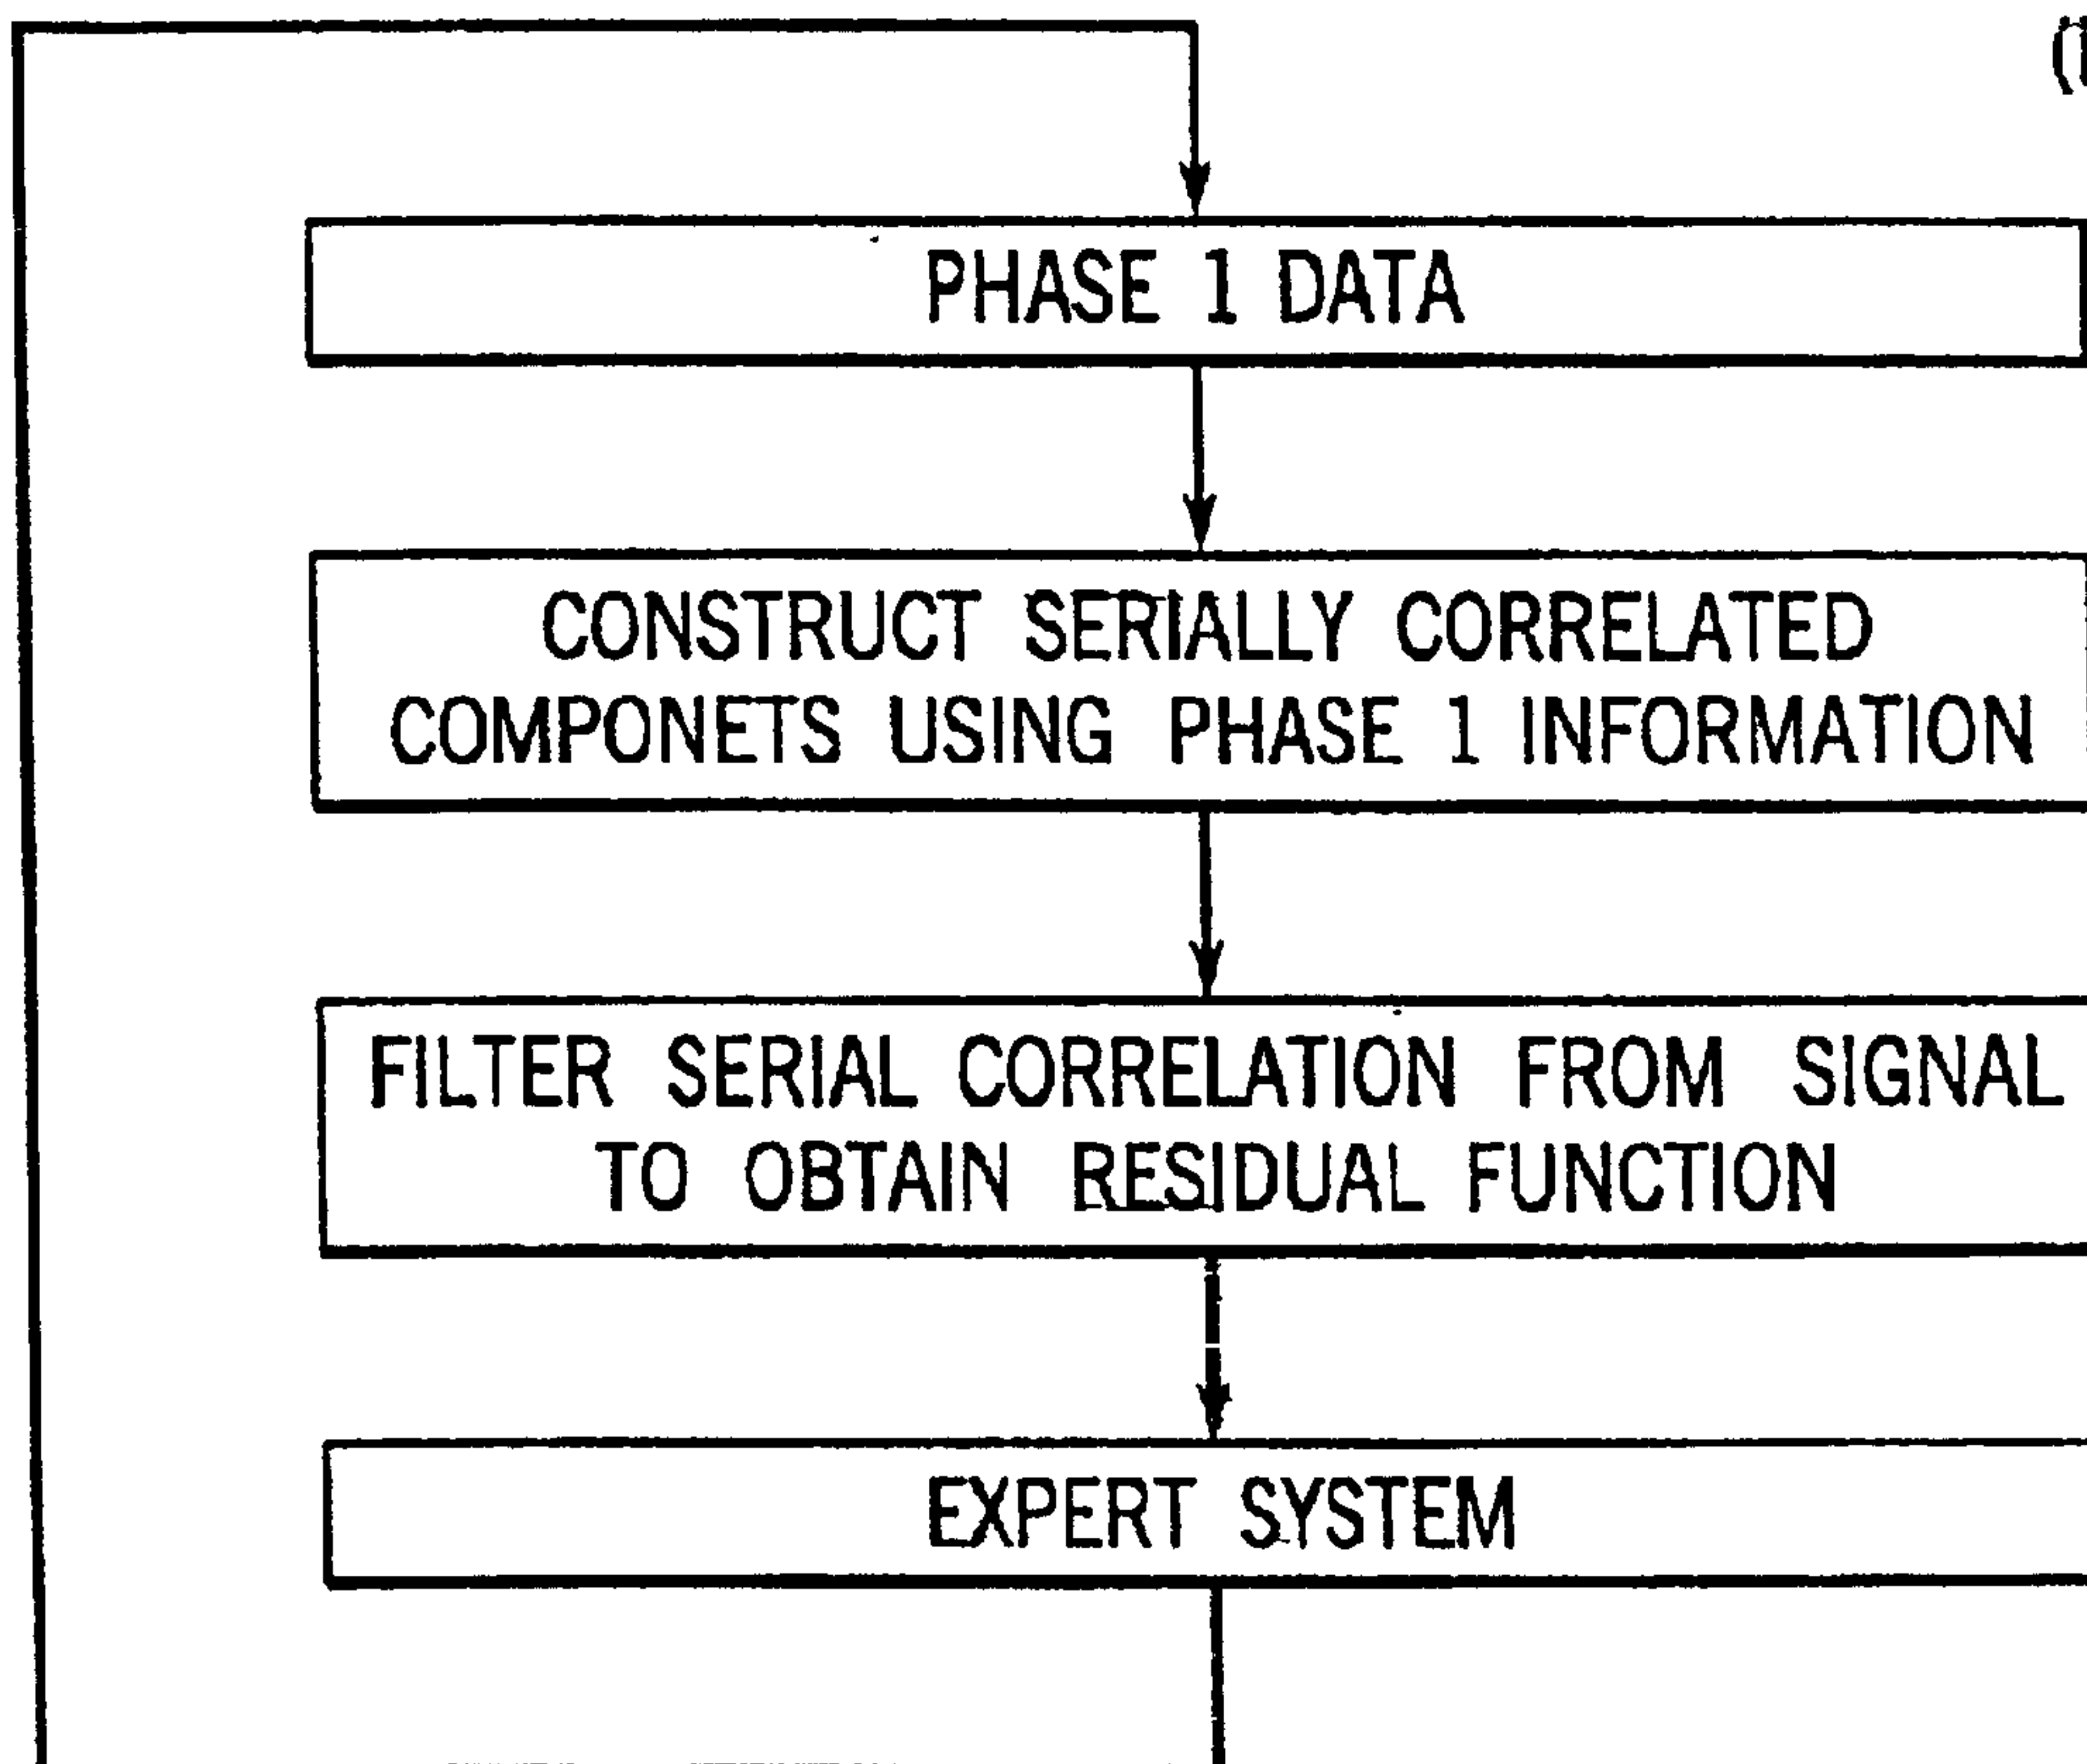 PHASE 1 DATA
CONSTRUCT SERIALLY CORRELATED
COMPONETS USING PHASE 1 INFORMATION
FILTER SERIAL CORRELATION FROM SIGNAL
TO OBTAIN RESIDUAL FUNCTION
EXPERT SYSTEM